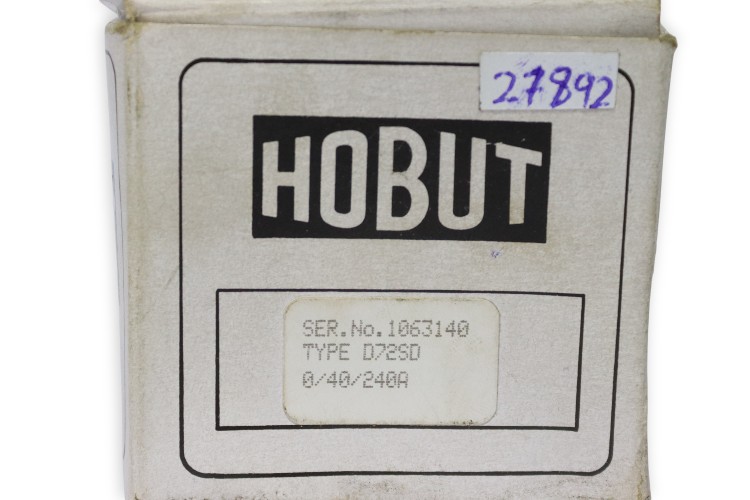 27892
HOBUT
SER.No.1063140
TYPE D72SD
0/40/240A